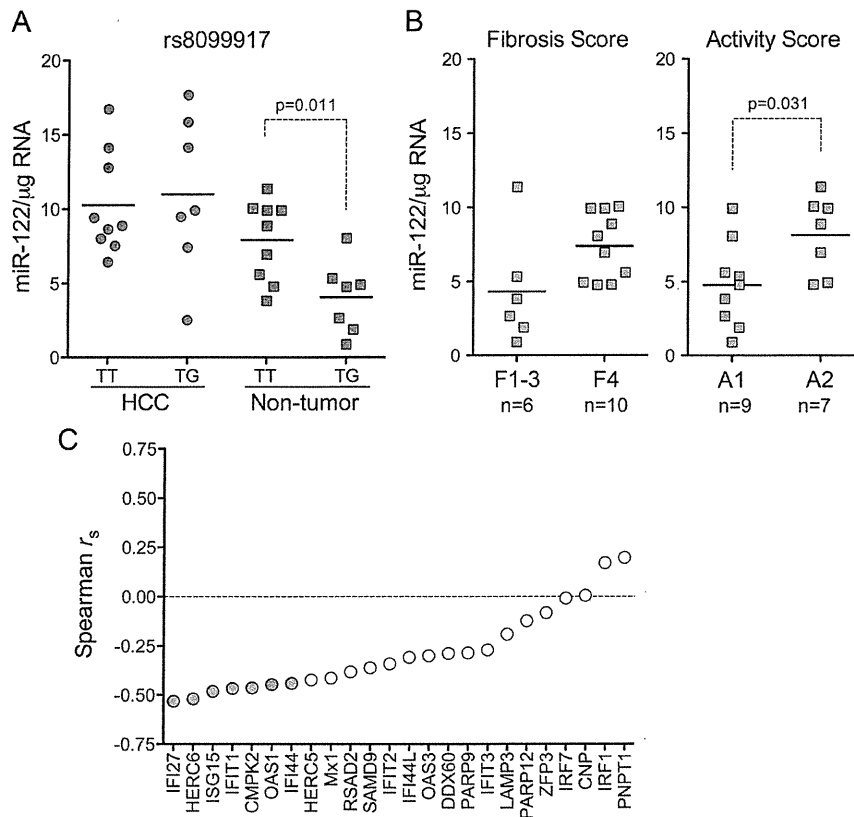 A
rs8099917
miR-122/µg RNA
20
15
10
5
0
p=0.011
TT
TG
TT
TG
HCC
Non-tumor
B
Fibrosis Score
Activity Score
miR-122/µg RNA
20
15
10
5
0
20
15
10
5
0
p=0.031
F1-3
F4
A1
A2
n=6
n=10
n=9
n=7
C
Spearman rs
0.75
0.50
0.25
0.00
-0.25
-0.50
-0.75
IFI27
HERC6
ISG15
IFIT1
CMPK2
OAS1
IFI44
HERC5
Mx1
RSAD2
SAMD9
IFIT2
IFI44L
OAS3
DDX60
PARP9
IFIT3
LAMP3
PARP12
ZFP3
IRF7
CNP
IRF1
PNPT1